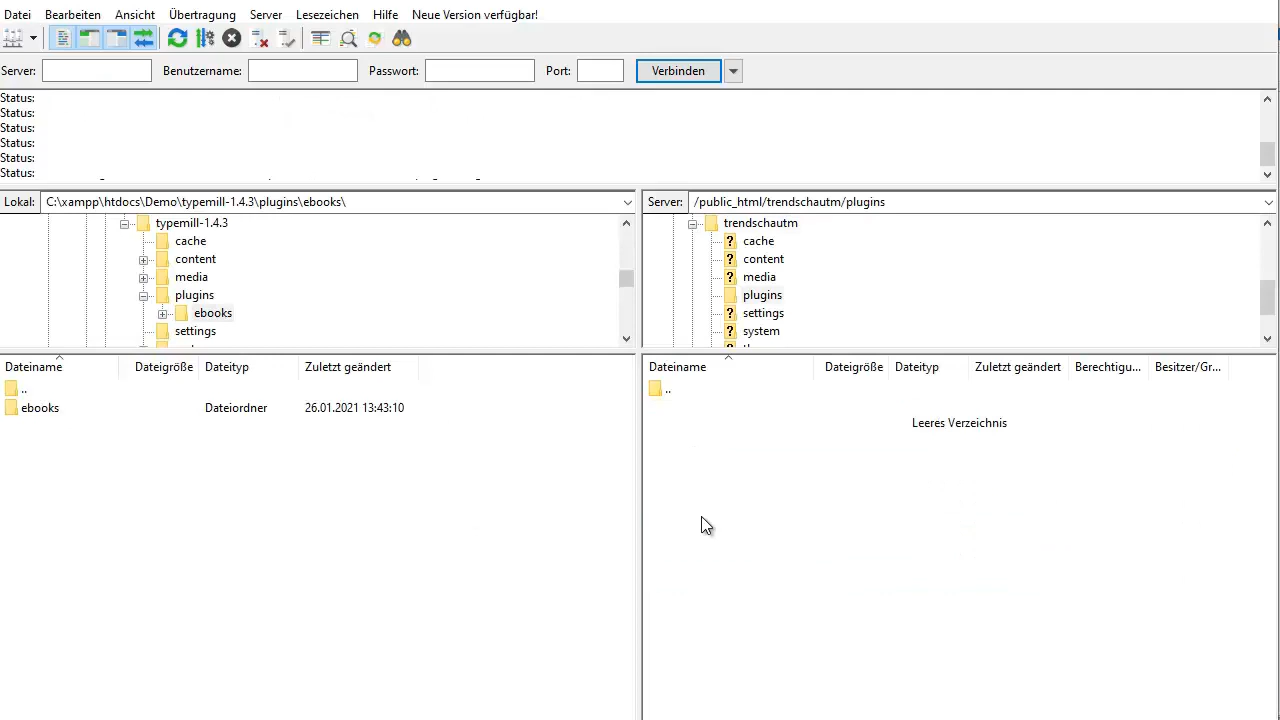 Datei Bearbeiten Ansicht Übertragung Server Lesezeichen Hilfe Neue Version verfügbar!
Server: Benutzername: Passwort: Port: Verbinden
Status:
Status:
Status:
Status:
Status:
Status:
Lokal: C:\xampp\htdocs\Demo\typemill-1.4.3\plugins\ebooks\
typemill-1.4.3
cache
content
media
plugins
ebooks
settings
Dateiname Dateigröße Dateityp Zuletzt geändert
..
ebooks Dateiordner 26.01.2021 13:43:10
Server: /public_html/trendschautm/plugins
trendschautm
cache
content
media
plugins
settings
system
Dateiname Dateigröße Dateityp Zuletzt geändert Berechtigu... Besitzer/Gr...
..
Leeres Verzeichnis